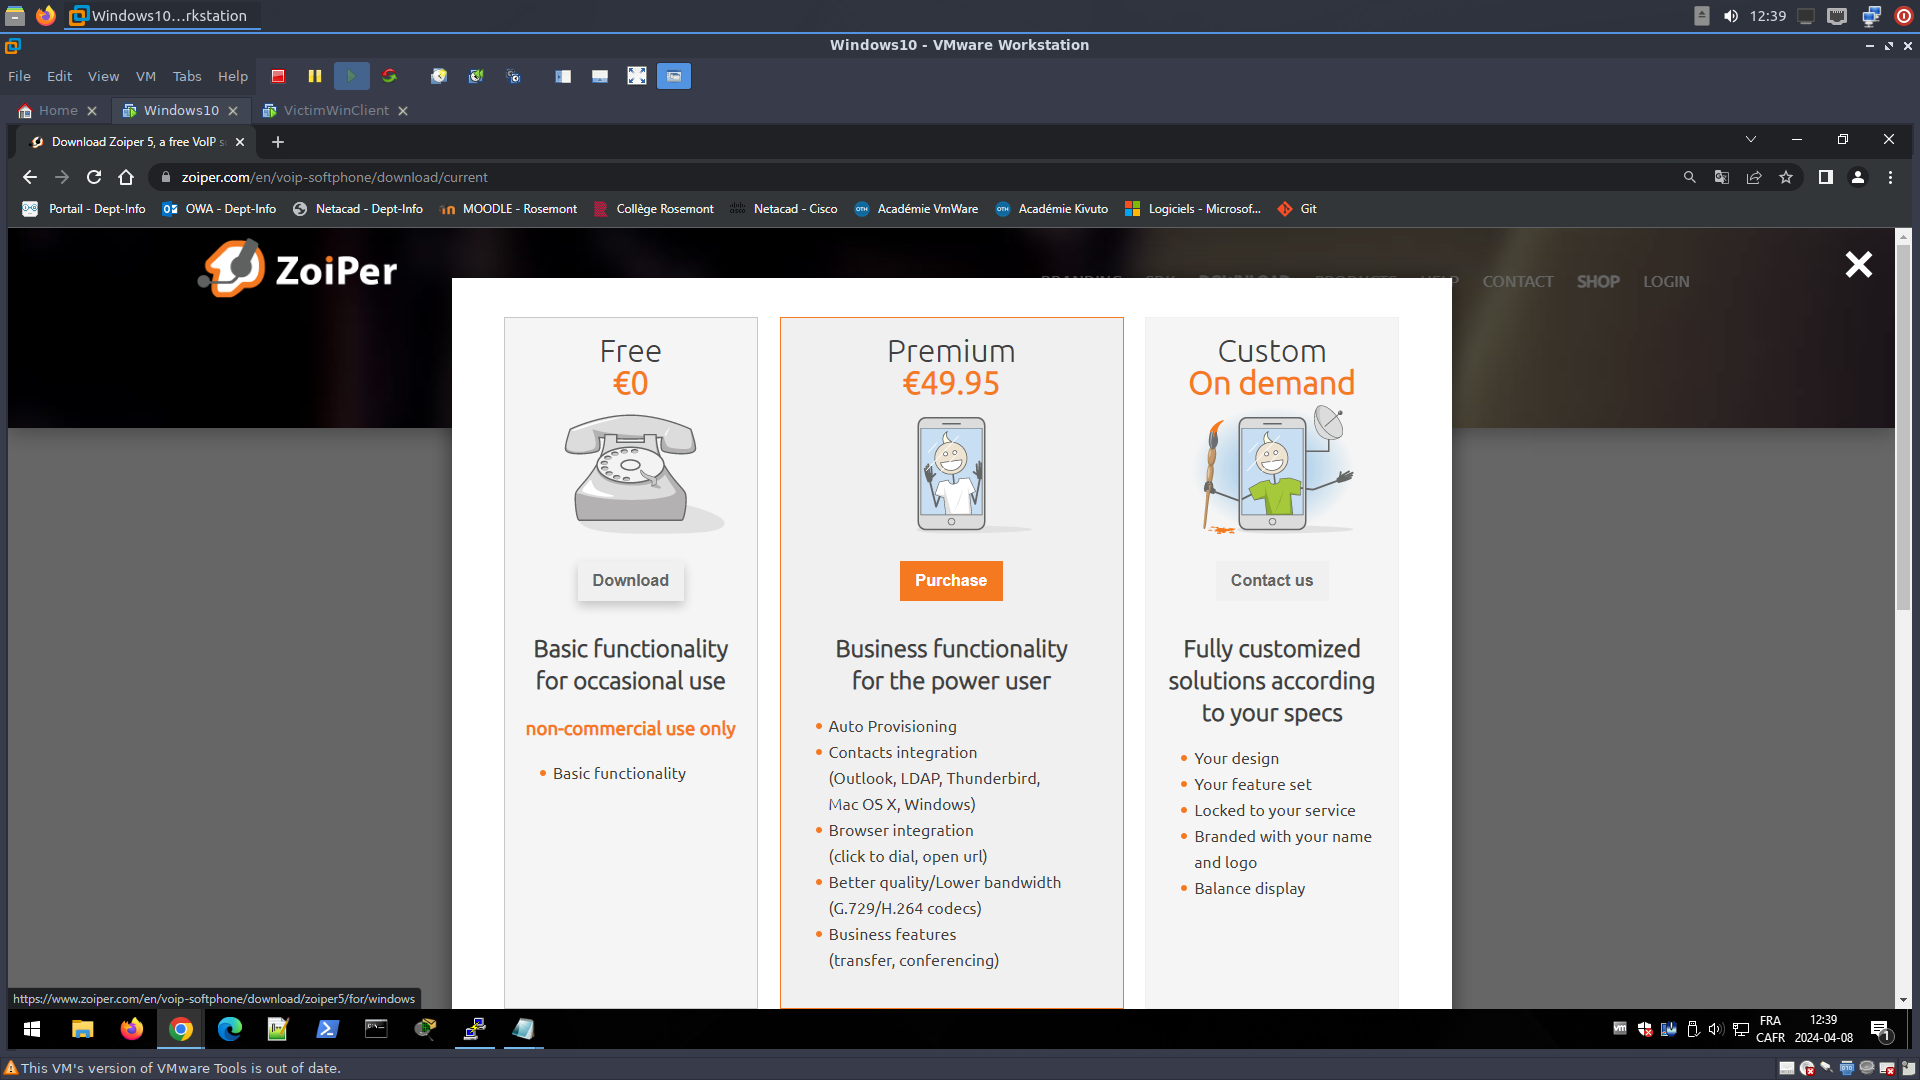 Windows10...rkstation
12:39
Windows10 - VMware Workstation
File Edit View VM Tabs Help
Home
Windows10
VictimWinClient
Download Zoiper 5, a free VoIP s
zoiper.com/en/voip-softphone/download/current
Portail - Dept-Info
OWA - Dept-Info
Netacad - Dept-Info
MOODLE - Rosemont
Collège Rosemont
Netacad - Cisco
Académie VmWare
Académie Kivuto
Logiciels - Microsof...
Git
ZoiPer
BRANDING SDK DOWNLOAD PRODUCTS HELP CONTACT SHOP LOGIN
Free
€0
Download
Basic functionality
for occasional use
non-commercial use only
Basic functionality
Premium
€49.95
Purchase
Business functionality
for the power user
Auto Provisioning
Contacts integration
(Outlook, LDAP, Thunderbird,
Mac OS X, Windows)
Browser integration
(click to dial, open url)
Better quality/Lower bandwidth
(G.729/H.264 codecs)
Business features
(transfer, conferencing)
Custom
On demand
Contact us
Fully customized
solutions according
to your specs
Your design
Your feature set
Locked to your service
Branded with your name
and logo
Balance display
https://www.zoiper.com/en/voip-softphone/download/zoiper5/for/windows
FRA
CAFR
12:39
2024-04-08
1
This VM's version of VMware Tools is out of date.